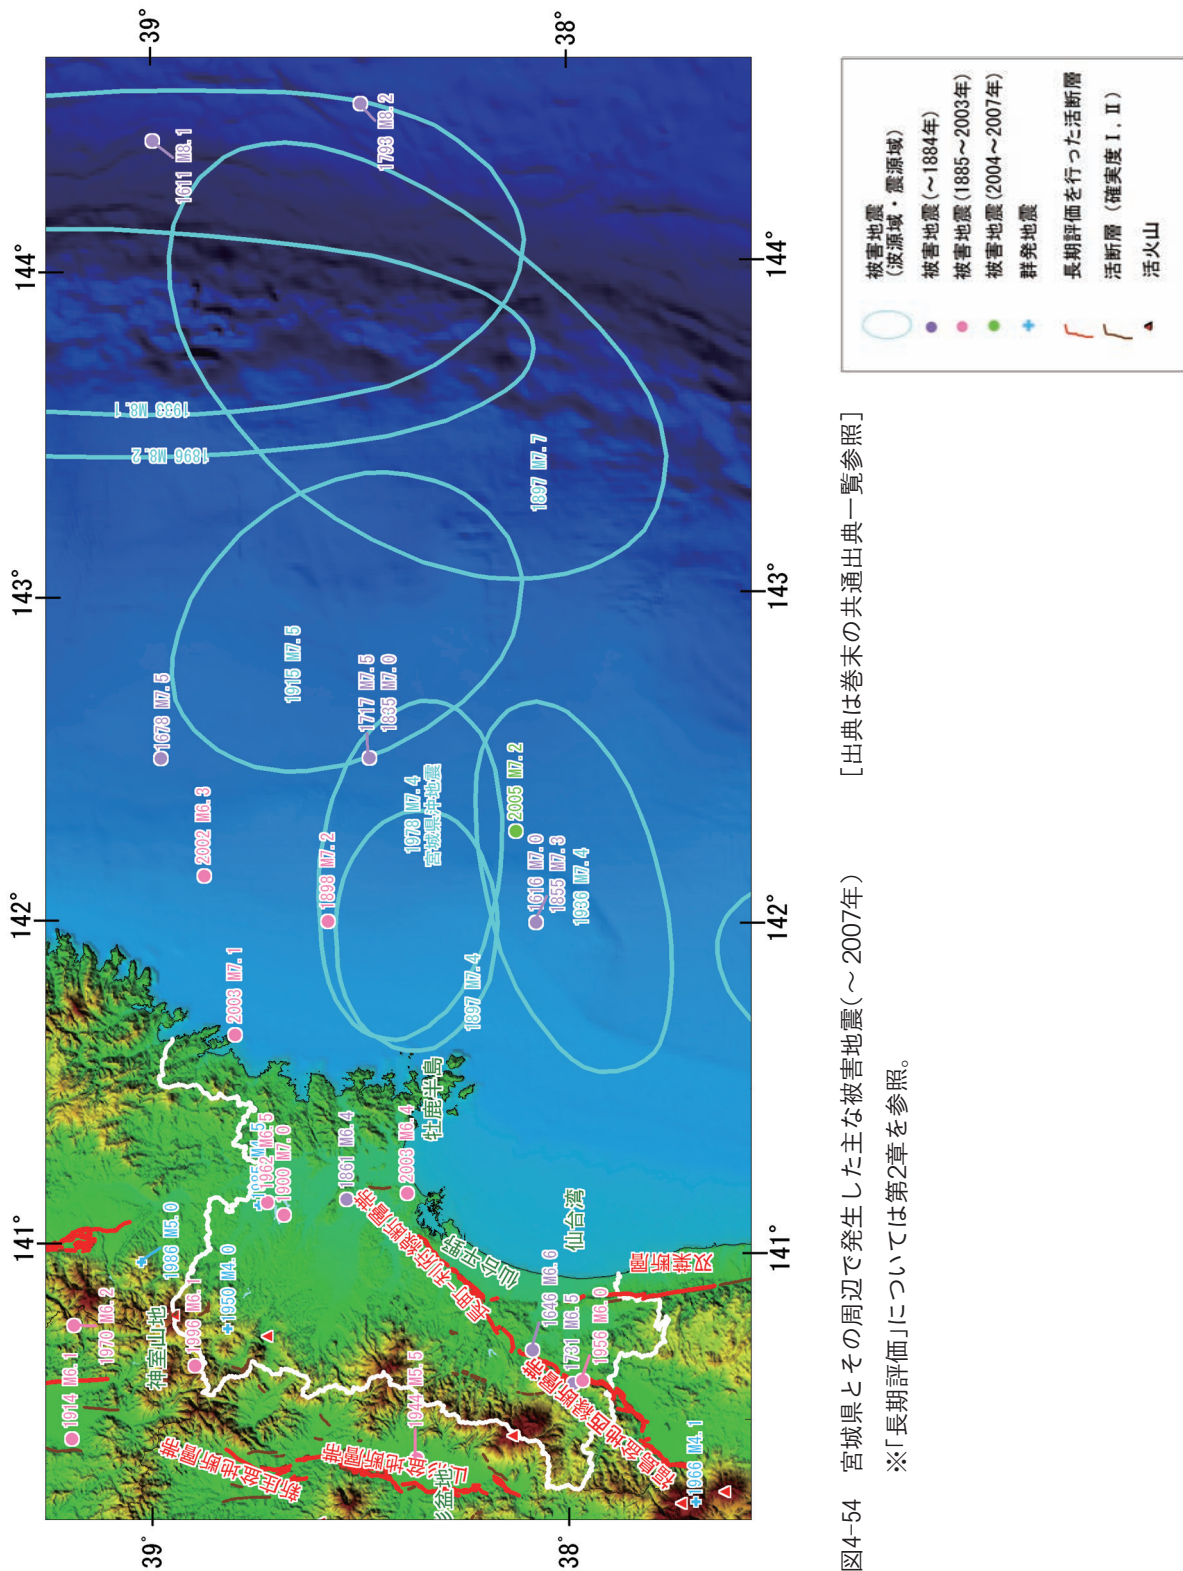 39°
38°
144°
143°
142°
141°
144°
143°
142°
141°
39°
38°
1611 M8.1
1793 M8.2
1933 M8.1
1896 M8.2
1897 M7.7
1915 M7.5
1678 M7.5
1717 M7.5
1835 M7.0
2002 M6.3
1978 M7.4
宮城県沖地震
1898 M7.2
2005 M7.2
1616 M7.0
1855 M7.3
1936 M7.4
1897 M7.4
2003 M7.1
牡鹿半島
1962 M6.5
1900 M7.0
1861 M6.4
2003 M6.4
長町-利府線断層帯
仙台平野
仙台湾
双葉断層
1986 M5.0
1950 M4.0
1970 M6.2
神室山地
1996 M6.1
1914 M6.1
1646 M6.6
1731 M6.5
1956 M6.0
福島盆地西縁断層帯
1944 M5.5
新庄盆地断層帯
山形盆地断層帯
盆地
1966 M4.1
被害地震
(波源域・震源域)
被害地震(~1884年)
被害地震(1885~2003年)
被害地震(2004~2007年)
群発地震
長期評価を行った活断層
活断層(確実度Ⅰ,Ⅱ)
活火山
図4-54 宮城県とその周辺で発生した主な被害地震(~2007年) [出典は巻末の共通出典一覧参照]
※「長期評価」については第2章を参照。